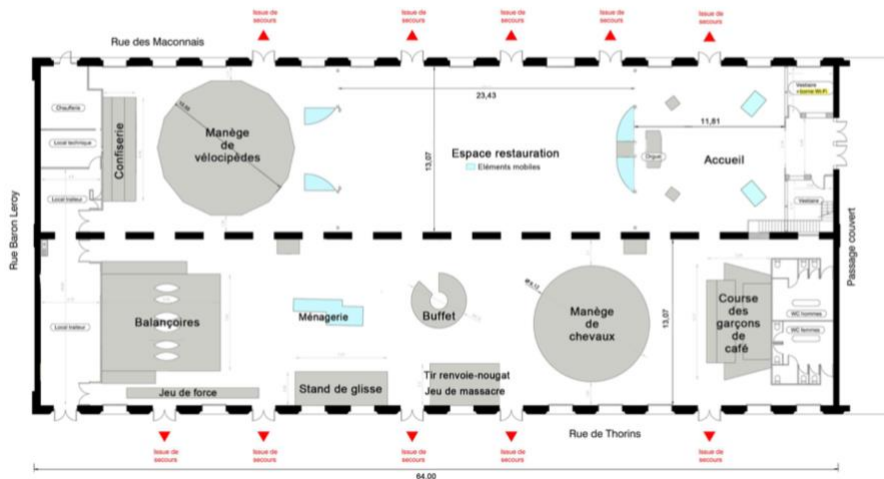 Issue de
secours
Issue de
secours
Issue de
secours
Issue de
secours
Issue de
secours
Rue des Maconnais
Vestiaire
+borne Wi-Fi
Chaufferie
Local technique
Local traiteur
Confiserie
Manège
de
vélocipèdes
23,43
13,07
Espace restauration
Eléments mobiles
11,81
Orgue
Accueil
Vestiaire
Rue Baron Leroy
Passage couvert
Local traiteur
Balançoires
Ménagerie
Buffet
Manège
de
chevaux
13,07
Course
des
garçons
de
café
WC hommes
WC femmes
Jeu de force
Stand de glisse
Tir renvoie-nougat
Jeu de massacre
Rue de Thorins
Issue de
secours
Issue de
secours
Issue de
secours
Issue de
secours
Issue de
secours
64,00